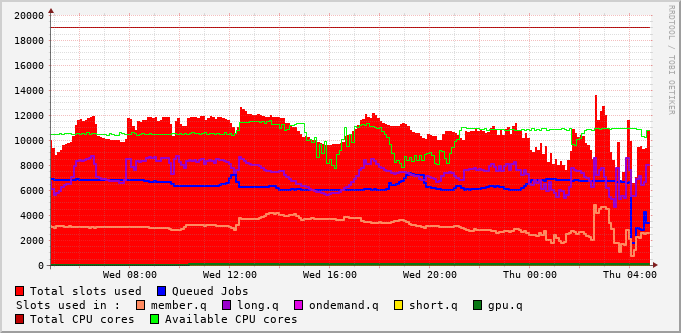 20000
18000
16000
14000
12000
10000
8000
6000
4000
2000
0
Wed 08:00 Wed 12:00 Wed 16:00 Wed 20:00 Thu 00:00 Thu 04:00
RRDTOOL / TOBI OETIKER
Total slots used Queued Jobs
Slots used in : member.q long.q ondemand.q short.q gpu.q
Total CPU cores Available CPU cores